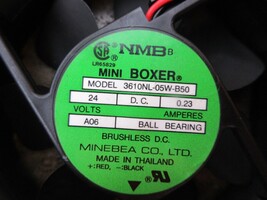 NMB B
LR65829
MINI BOXER®
MODEL 3610NL-05W-B50
24 D.C. 0.23
VOLTS AMPERES
A06 BALL BEARING
BRUSHLESS D.C.
MINEBEA CO., LTD.
MADE IN THAILAND
+:RED, -:BLACK